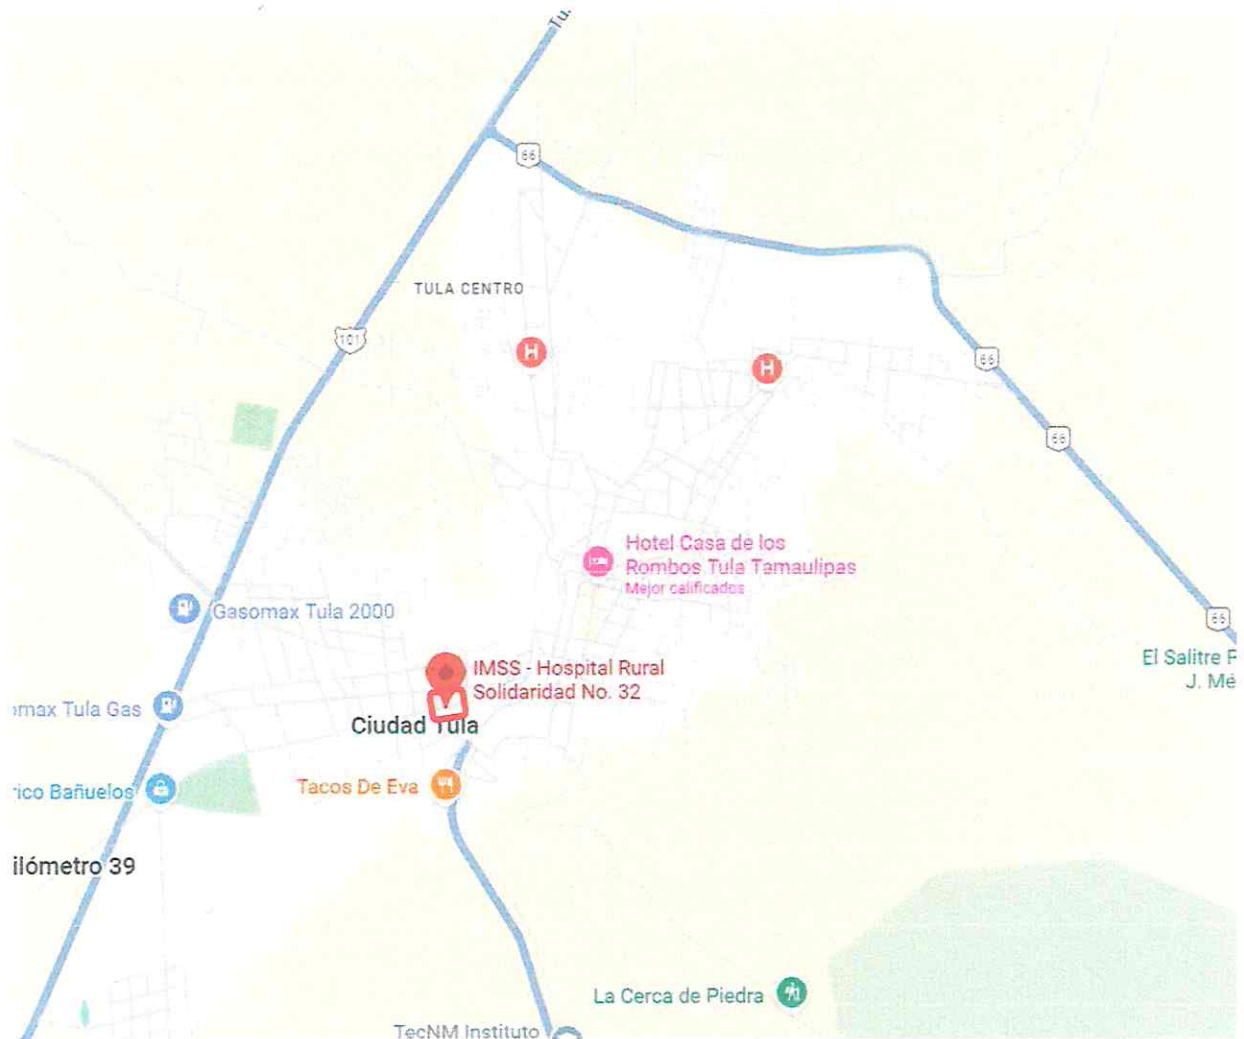 Tu.
66
TULA CENTRO
101
H
H
66
66
Hotel Casa de los
Rombos Tula Tamaulipas
Mejor calificados
Gasomax Tula 2000
66
El Salitre P
J. Mé
IMSS - Hospital Rural
Solidaridad No. 32
omax Tula Gas
Ciudad Tula
rico Bañuelos
Tacos De Eva
ilómetro 39
La Cerca de Piedra
TecNM Instituto